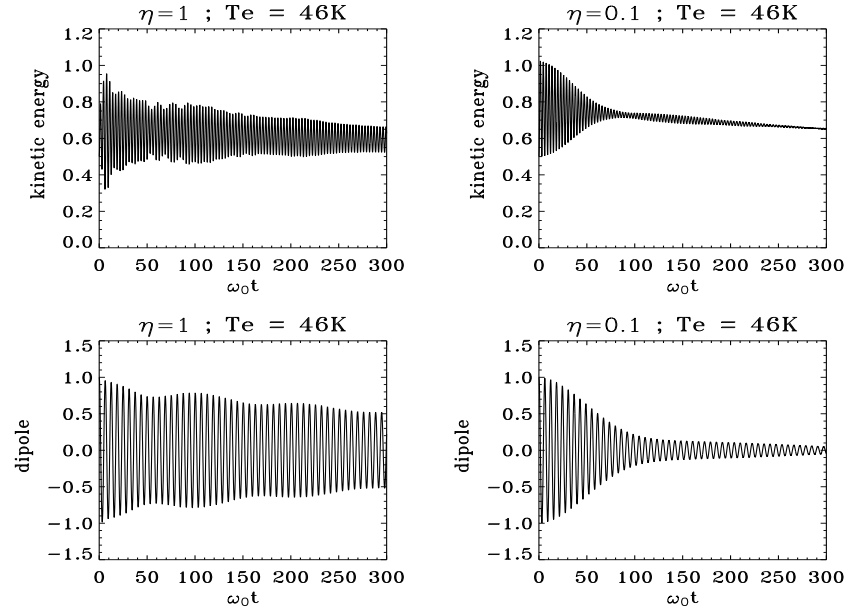 η=1 ; Te = 46K
kinetic energy
1.2
1.0
0.8
0.6
0.4
0.2
0.0
0 50 100 150 200 250 300
ω₀t
η=0.1 ; Te = 46K
kinetic energy
1.2
1.0
0.8
0.6
0.4
0.2
0.0
0 50 100 150 200 250 300
ω₀t
η=1 ; Te = 46K
dipole
1.5
1.0
0.5
0.0
−0.5
−1.0
−1.5
0 50 100 150 200 250 300
ω₀t
η=0.1 ; Te = 46K
dipole
1.5
1.0
0.5
0.0
−0.5
−1.0
−1.5
0 50 100 150 200 250 300
ω₀t